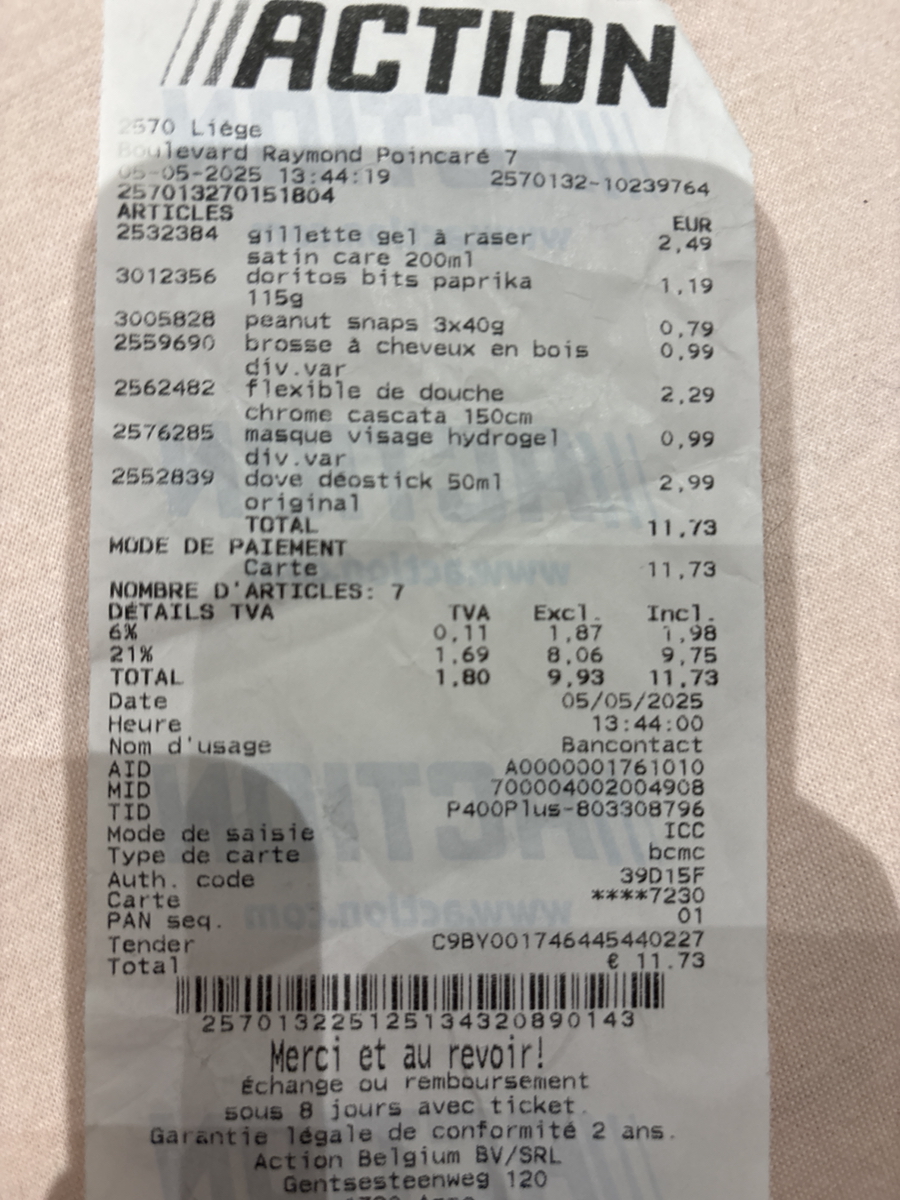 ACTION
2570 Liége
Boulevard Raymond Poincaré 7
05-05-2025 13:44:19 2570132-10239764
257013270151804
ARTICLES EUR
2532384 gillette gel à raser 2,49
satin care 200ml
3012356 doritos bits paprika 1,19
115g
3005828 peanut snaps 3x40g 0,79
2559690 brosse à cheveux en bois 0,99
div.var
2562482 flexible de douche 2,29
chrome cascata 150cm
2576285 masque visage hydrogel 0,99
div.var
2552839 dove déostick 50ml 2,99
original
TOTAL 11,73
MODE DE PAIEMENT
Carte 11,73
NOMBRE D'ARTICLES: 7
DÉTAILS TVA TVA Excl. Incl.
6% 0,11 1,87 1,98
21% 1,69 8,06 9,75
TOTAL 1,80 9,93 11,73
Date 05/05/2025
Heure 13:44:00
Nom d'usage Bancontact
AID A0000001761010
MID 700004002004908
TID P400Plus-803308796
Mode de saisie ICC
Type de carte bcmc
Auth. code 39D15F
Carte ****7230
PAN seq. 01
Tender C9BY001746445440227
Total € 11.73
257013225125134320890143
Merci et au revoir!
Échange ou remboursement
sous 8 jours avec ticket.
Garantie légale de conformité 2 ans.
Action Belgium BV/SRL
Gentsesteenweg 120